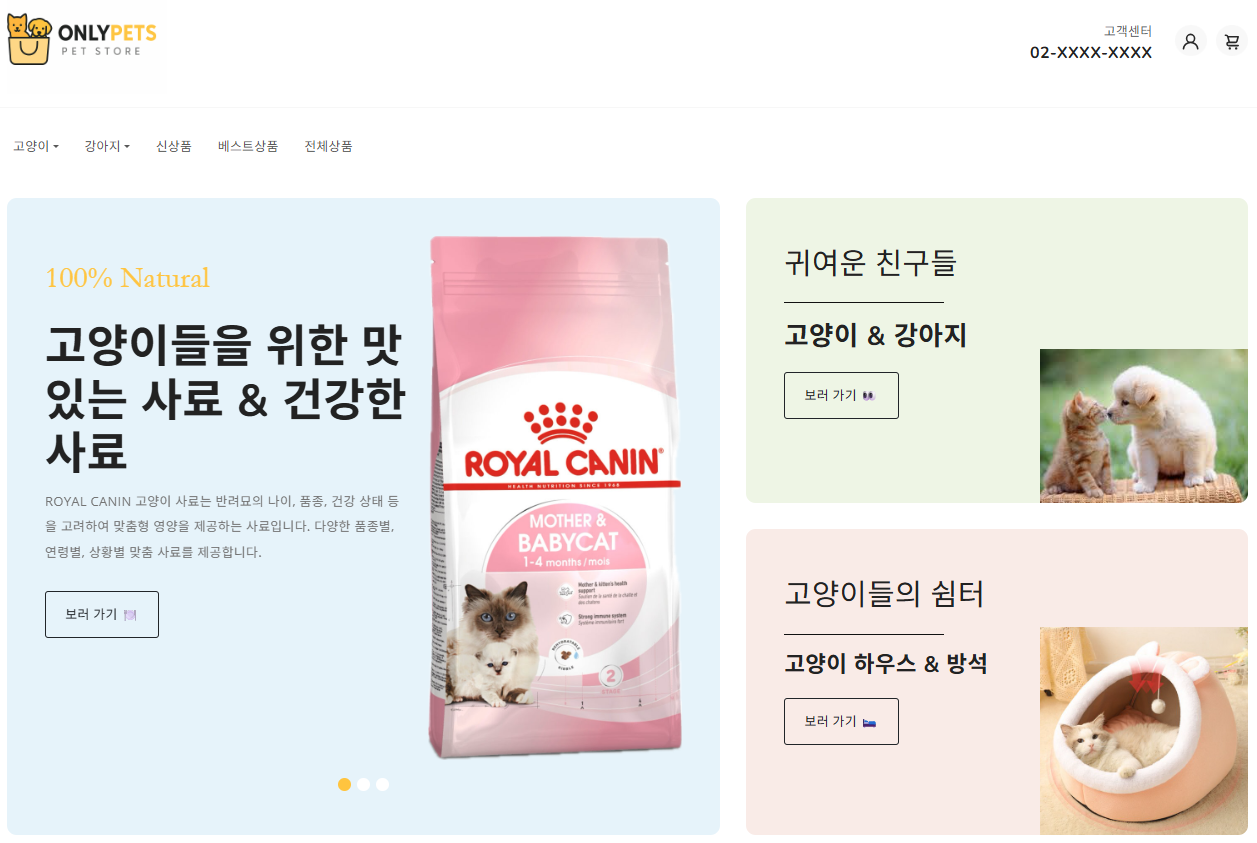 ONLYPETS
PET STORE
고객센터
02-XXXX-XXXX
고양이
강아지
신상품
베스트상품
전체상품
100% Natural
고양이들을 위한 맛
있는 사료 & 건강한
사료
ROYAL CANIN 고양이 사료는 반려묘의 나이, 품종, 건강 상태 등
을 고려하여 맞춤형 영양을 제공하는 사료입니다. 다양한 품종별,
연령별, 상황별 맞춤 사료를 제공합니다.
보러 가기
ROYAL CANIN®
HEALTH NUTRITION SINCE 1968
MOTHER &
BABYCAT
1-4 months / mois
Mother & kitten's health
support
Strong immune system
2
귀여운 친구들
고양이 & 강아지
보러 가기
고양이들의 쉼터
고양이 하우스 & 방석
보러 가기